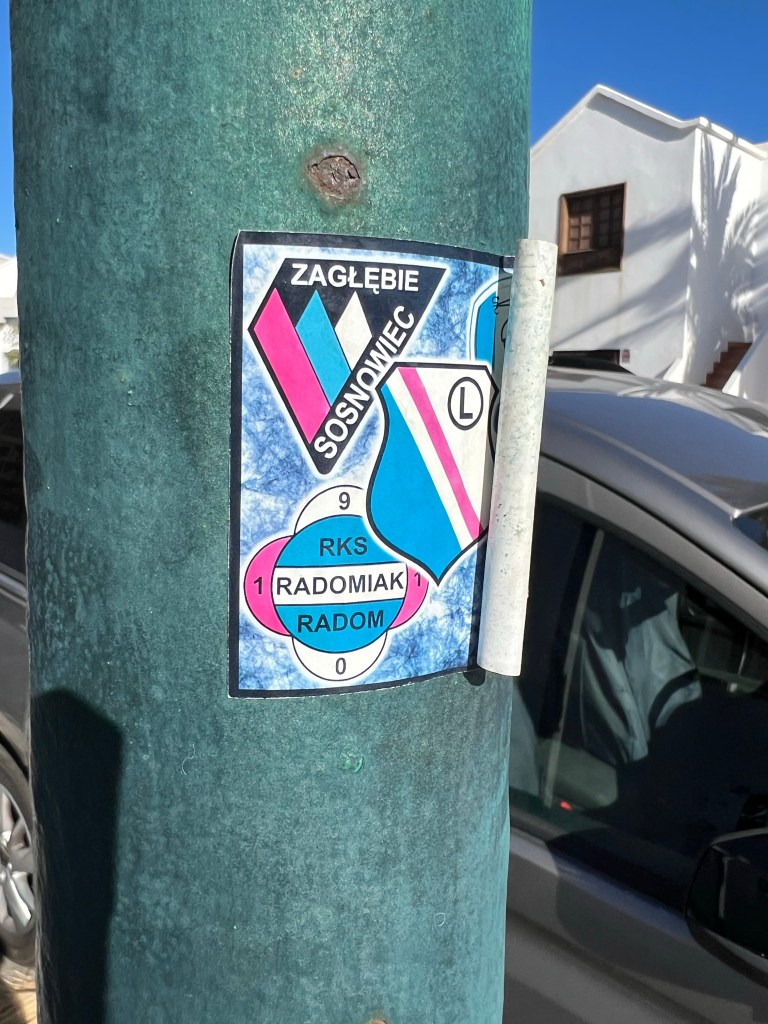 ZAGŁĘBIE
SOSNOWIEC
L
9
RKS
1 RADOMIAK 1
RADOM
0